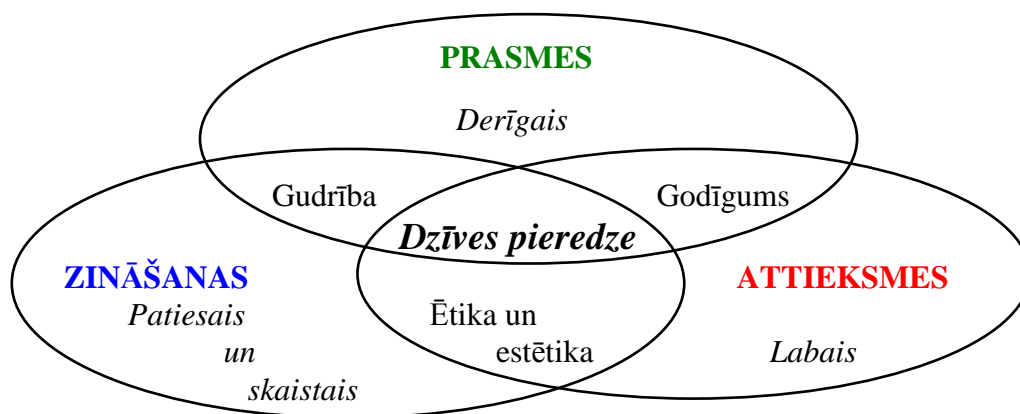 PRASMES
Derīgais
Gudrība
Godīgums
Dzīves pieredze
ZINĀŠANAS
Patiesais
un
skaistais
Ētika un
estētika
ATTIEKSMES
Labais